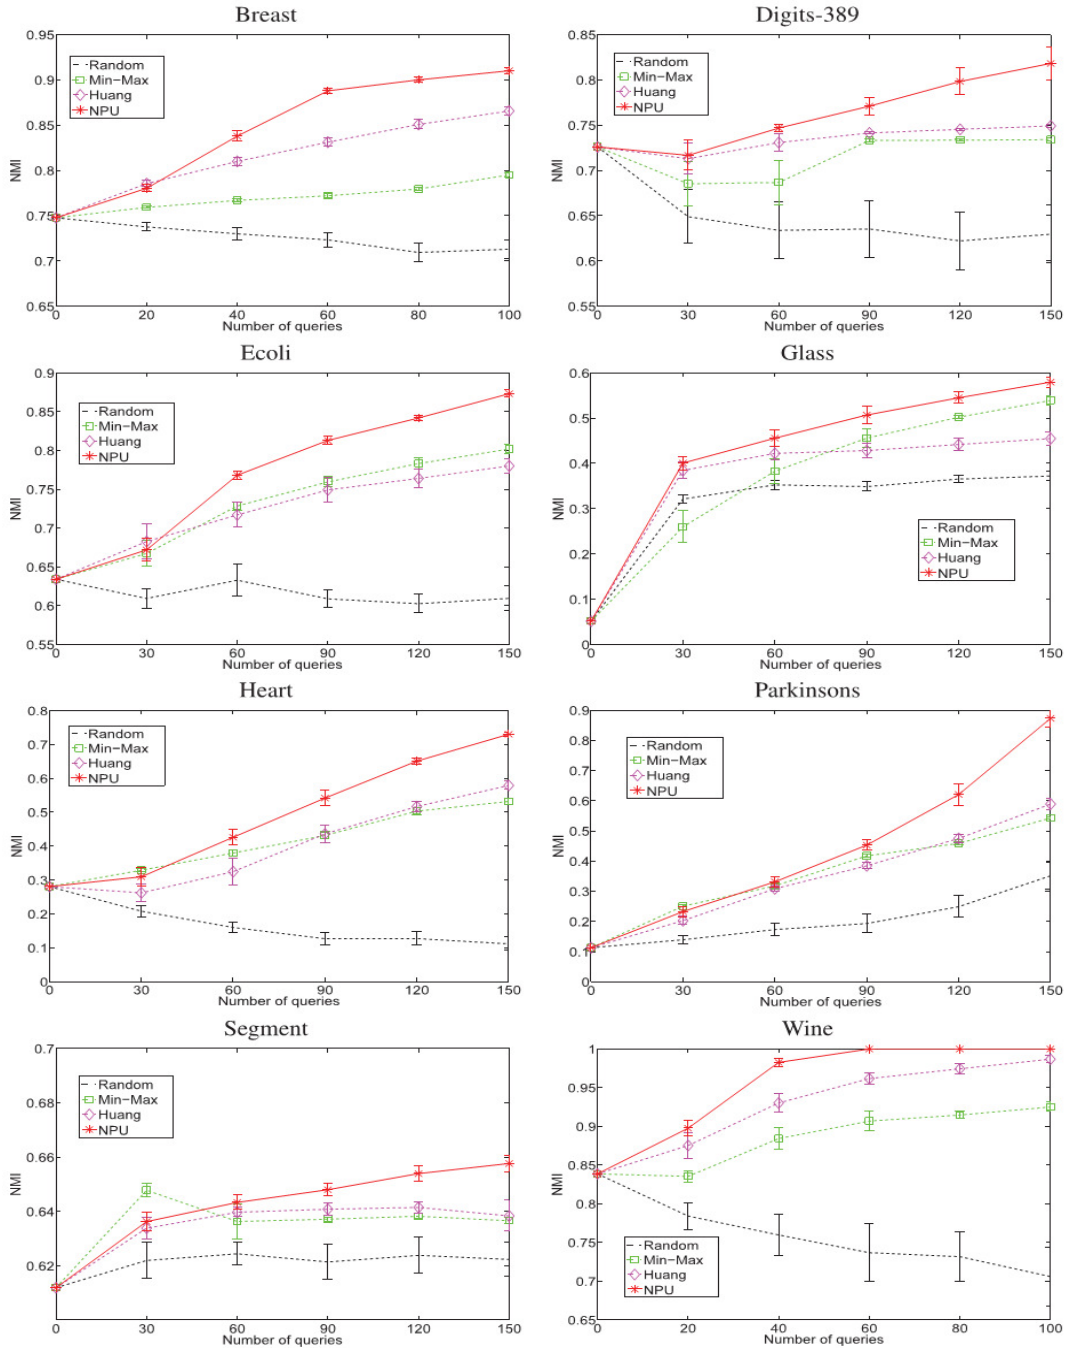 Breast
0.95
0.9
0.85
0.8
0.75
0.7
0.65
NMI
Random
Min-Max
Huang
NPU
0 20 40 60 80 100
Number of queries
Digits-389
0.85
0.8
0.75
0.7
0.65
0.6
0.55
NMI
Random
Min-Max
Huang
NPU
0 30 60 90 120 150
Number of queries
Ecoli
0.9
0.85
0.8
0.75
0.7
0.65
0.6
0.55
NMI
Random
Min-Max
Huang
NPU
0 30 60 90 120 150
Number of queries
Glass
0.6
0.5
0.4
0.3
0.2
0.1
0
NMI
Random
Min-Max
Huang
NPU
0 30 60 90 120 150
Number of queries
Heart
0.8
0.7
0.6
0.5
0.4
0.3
0.2
0.1
0
NMI
Random
Min-Max
Huang
NPU
0 30 60 90 120 150
Number of queries
Parkinsons
0.9
0.8
0.7
0.6
0.5
0.4
0.3
0.2
0.1
0
NMI
Random
Min-Max
Huang
NPU
0 30 60 90 120 150
Number of queries
Segment
0.7
0.68
0.66
0.64
0.62
NMI
Random
Min-Max
Huang
NPU
0 30 60 90 120 150
Number of queries
Wine
1
0.95
0.9
0.85
0.8
0.75
0.7
0.65
NMI
Random
Min-Max
Huang
NPU
0 20 40 60 80 100
Number of queries